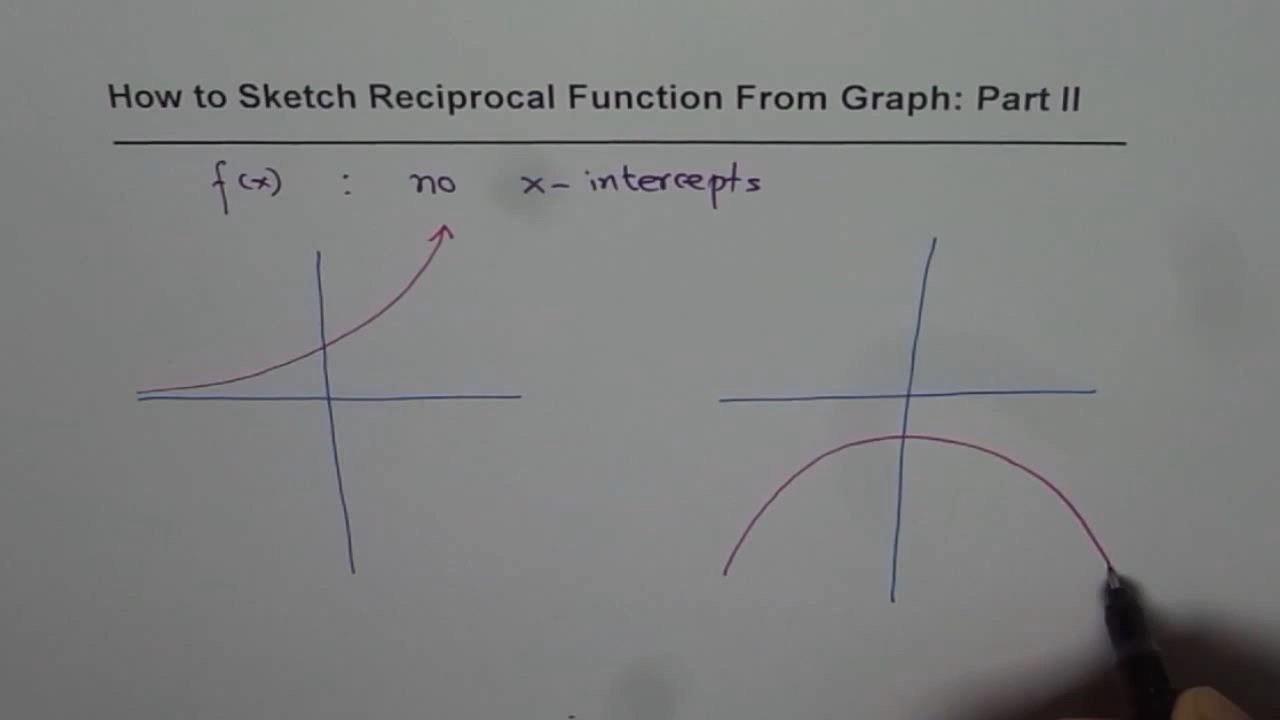 How to Sketch Reciprocal Function From Graph: Part II
f(x) : no x-intercepts